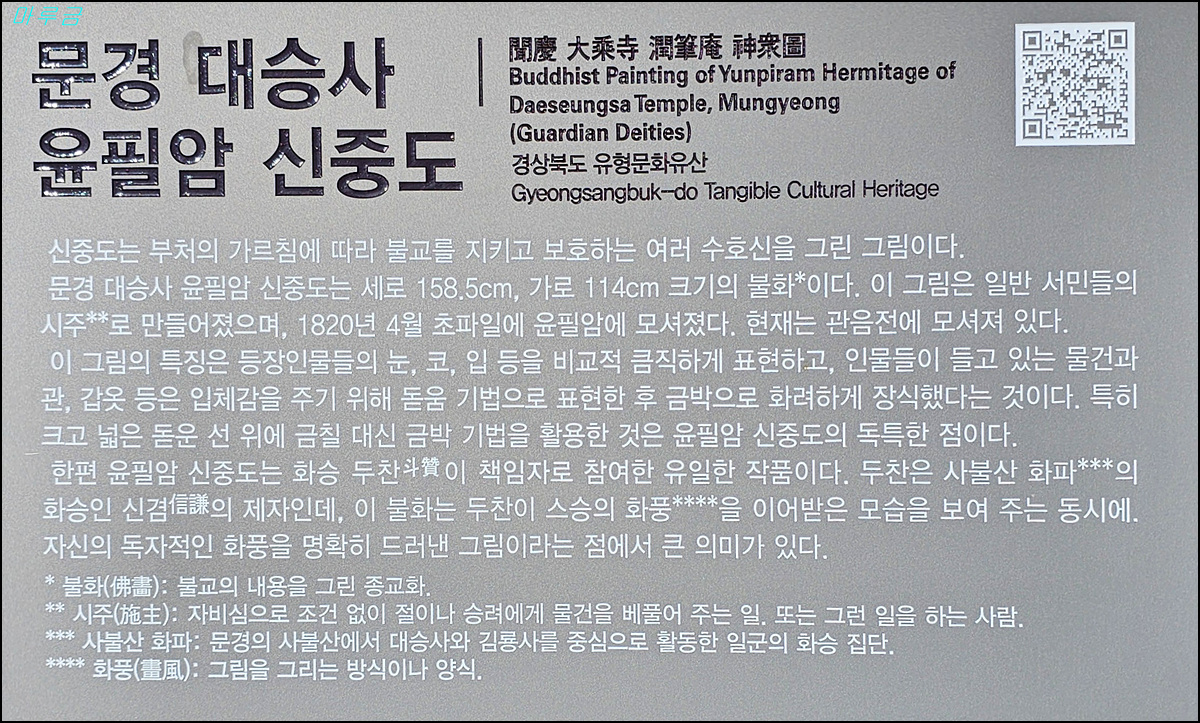 마루금
문경 대승사
윤필암 신중도
聞慶 大乘寺 潤筆庵 神衆圖
Buddhist Painting of Yunpiram Hermitage of
Daeseungsa Temple, Mungyeong
(Guardian Deities)
경상북도 유형문화유산
Gyeongsangbuk-do Tangible Cultural Heritage
신중도는 부처의 가르침에 따라 불교를 지키고 보호하는 여러 수호신을 그린 그림이다.
문경 대승사 윤필암 신중도는 세로 158.5cm, 가로 114cm 크기의 불화*이다. 이 그림은 일반 서민들의
시주**로 만들어졌으며, 1820년 4월 초파일에 윤필암에 모셔졌다. 현재는 관음전에 모셔져 있다.
이 그림의 특징은 등장인물들의 눈, 코, 입 등을 비교적 큼직하게 표현하고, 인물들이 들고 있는 물건과
관, 갑옷 등은 입체감을 주기 위해 돋움 기법으로 표현한 후 금박으로 화려하게 장식했다는 것이다. 특히
크고 넓은 돋운 선 위에 금칠 대신 금박 기법을 활용한 것은 윤필암 신중도의 독특한 점이다.
한편 윤필암 신중도는 화승 두찬斗贊이 책임자로 참여한 유일한 작품이다. 두찬은 사불산 화파***의
화승인 신겸信謙의 제자인데, 이 불화는 두찬이 스승의 화풍****을 이어받은 모습을 보여 주는 동시에.
자신의 독자적인 화풍을 명확히 드러낸 그림이라는 점에서 큰 의미가 있다.
* 불화(佛畫): 불교의 내용을 그린 종교화.
** 시주(施主): 자비심으로 조건 없이 절이나 승려에게 물건을 베풀어 주는 일. 또는 그런 일을 하는 사람.
*** 사불산 화파: 문경의 사불산에서 대승사와 김룡사를 중심으로 활동한 일군의 화승 집단.
**** 화풍(畫風): 그림을 그리는 방식이나 양식.